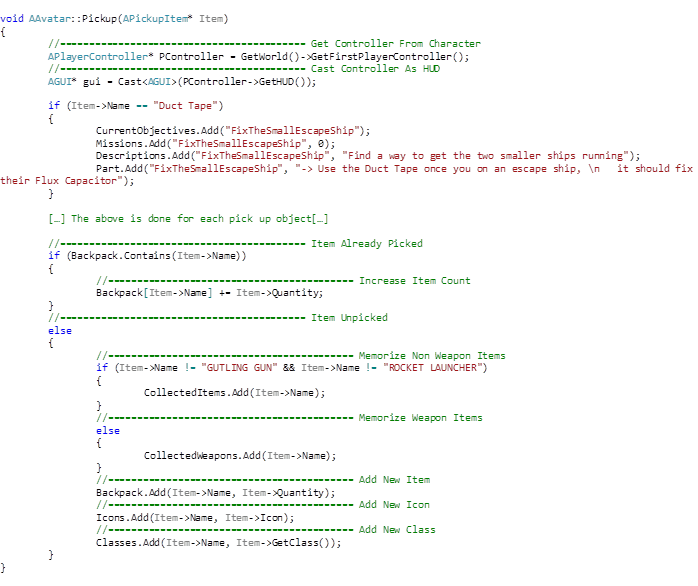 void AAvatar::Pickup(APickupItem* Item)
{
//------------------------------------------ Get Controller From Character
APlayerController* PController = GetWorld()->GetFirstPlayerController();
//------------------------------------------ Cast Controller As HUD
AGUI* gui = Cast<AGUI>(PController->GetHUD());
if (Item->Name == "Duct Tape")
{
CurrentObjectives.Add("FixTheSmallEscapeShip");
Missions.Add("FixTheSmallEscapeShip", 0);
Descriptions.Add("FixTheSmallEscapeShip", "Find a way to get the two smaller ships running");
Part.Add("FixTheSmallEscapeShip", "-> Use the Duct Tape once you on an escape ship, \n   it should fix
their Flux Capacitor");
}
[…] The above is done for each pick up object[…]
//------------------------------------------ Item Already Picked
if (Backpack.Contains(Item->Name))
{
//------------------------------------------ Increase Item Count
Backpack[Item->Name] += Item->Quantity;
}
//------------------------------------------ Item Unpicked
else
{
//------------------------------------------ Memorize Non Weapon Items
if (Item->Name != "GUTLING GUN" && Item->Name != "ROCKET LAUNCHER")
{
CollectedItems.Add(Item->Name);
}
//------------------------------------------ Memorize Weapon Items
else
{
CollectedWeapons.Add(Item->Name);
}
//------------------------------------------ Add New Item
Backpack.Add(Item->Name, Item->Quantity);
//------------------------------------------ Add New Icon
Icons.Add(Item->Name, Item->Icon);
//------------------------------------------ Add New Class
Classes.Add(Item->Name, Item->GetClass());
}
}